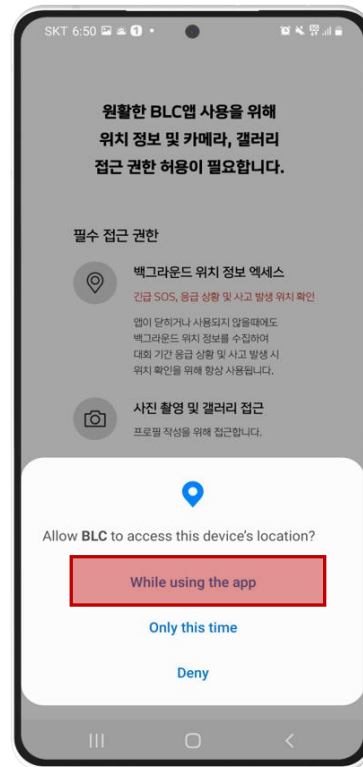 SKT 6:50
원활한 BLC앱 사용을 위해
위치 정보 및 카메라, 갤러리
접근 권한 허용이 필요합니다.
필수 접근 권한
백그라운드 위치 정보 엑세스
긴급 SOS, 응급 상황 및 사고 발생 위치 확인
앱이 닫히거나 사용되지 않을때에도
백그라운드 위치 정보를 수집하여
대회 기간 응급 상황 및 사고 발생 시
위치 확인을 위해 항상 사용됩니다.
사진 촬영 및 갤러리 접근
프로필 작성을 위해 접근합니다.
Allow BLC to access this device's location?
While using the app
Only this time
Deny